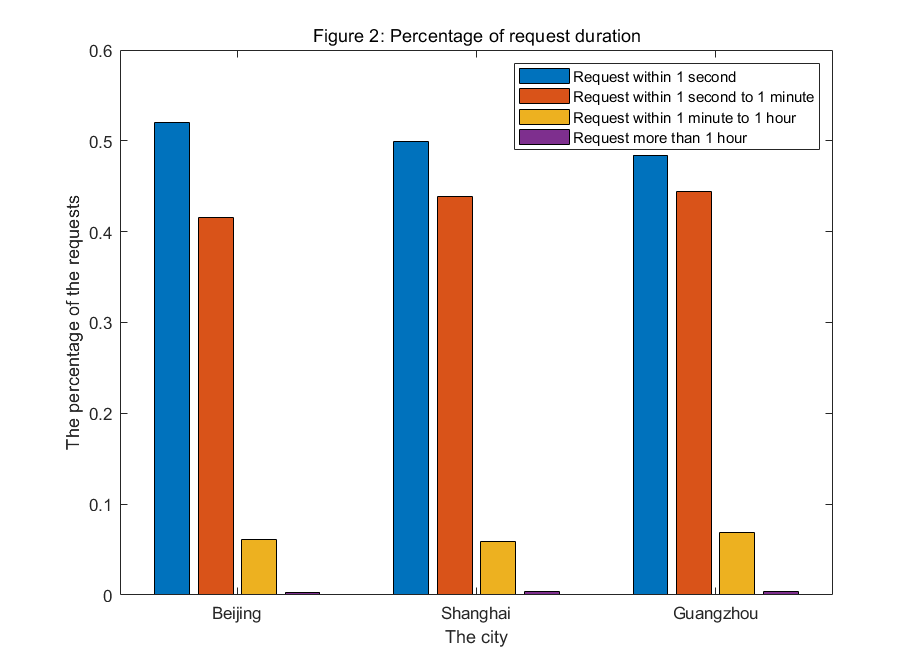 Figure 2: Percentage of request duration
Request within 1 second
Request within 1 second to 1 minute
Request within 1 minute to 1 hour
Request more than 1 hour
The percentage of the requests
0.6
0.5
0.4
0.3
0.2
0.1
0
Beijing
Shanghai
Guangzhou
The city